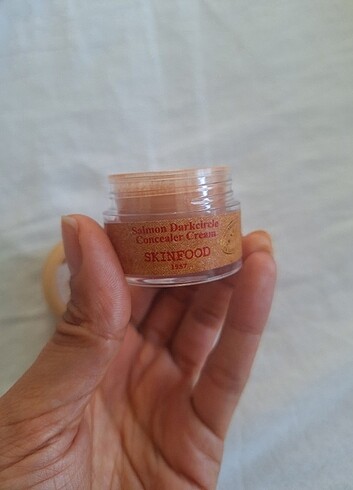 Salmon Darkcircle
Concealer Cream
SKINFOOD
1957